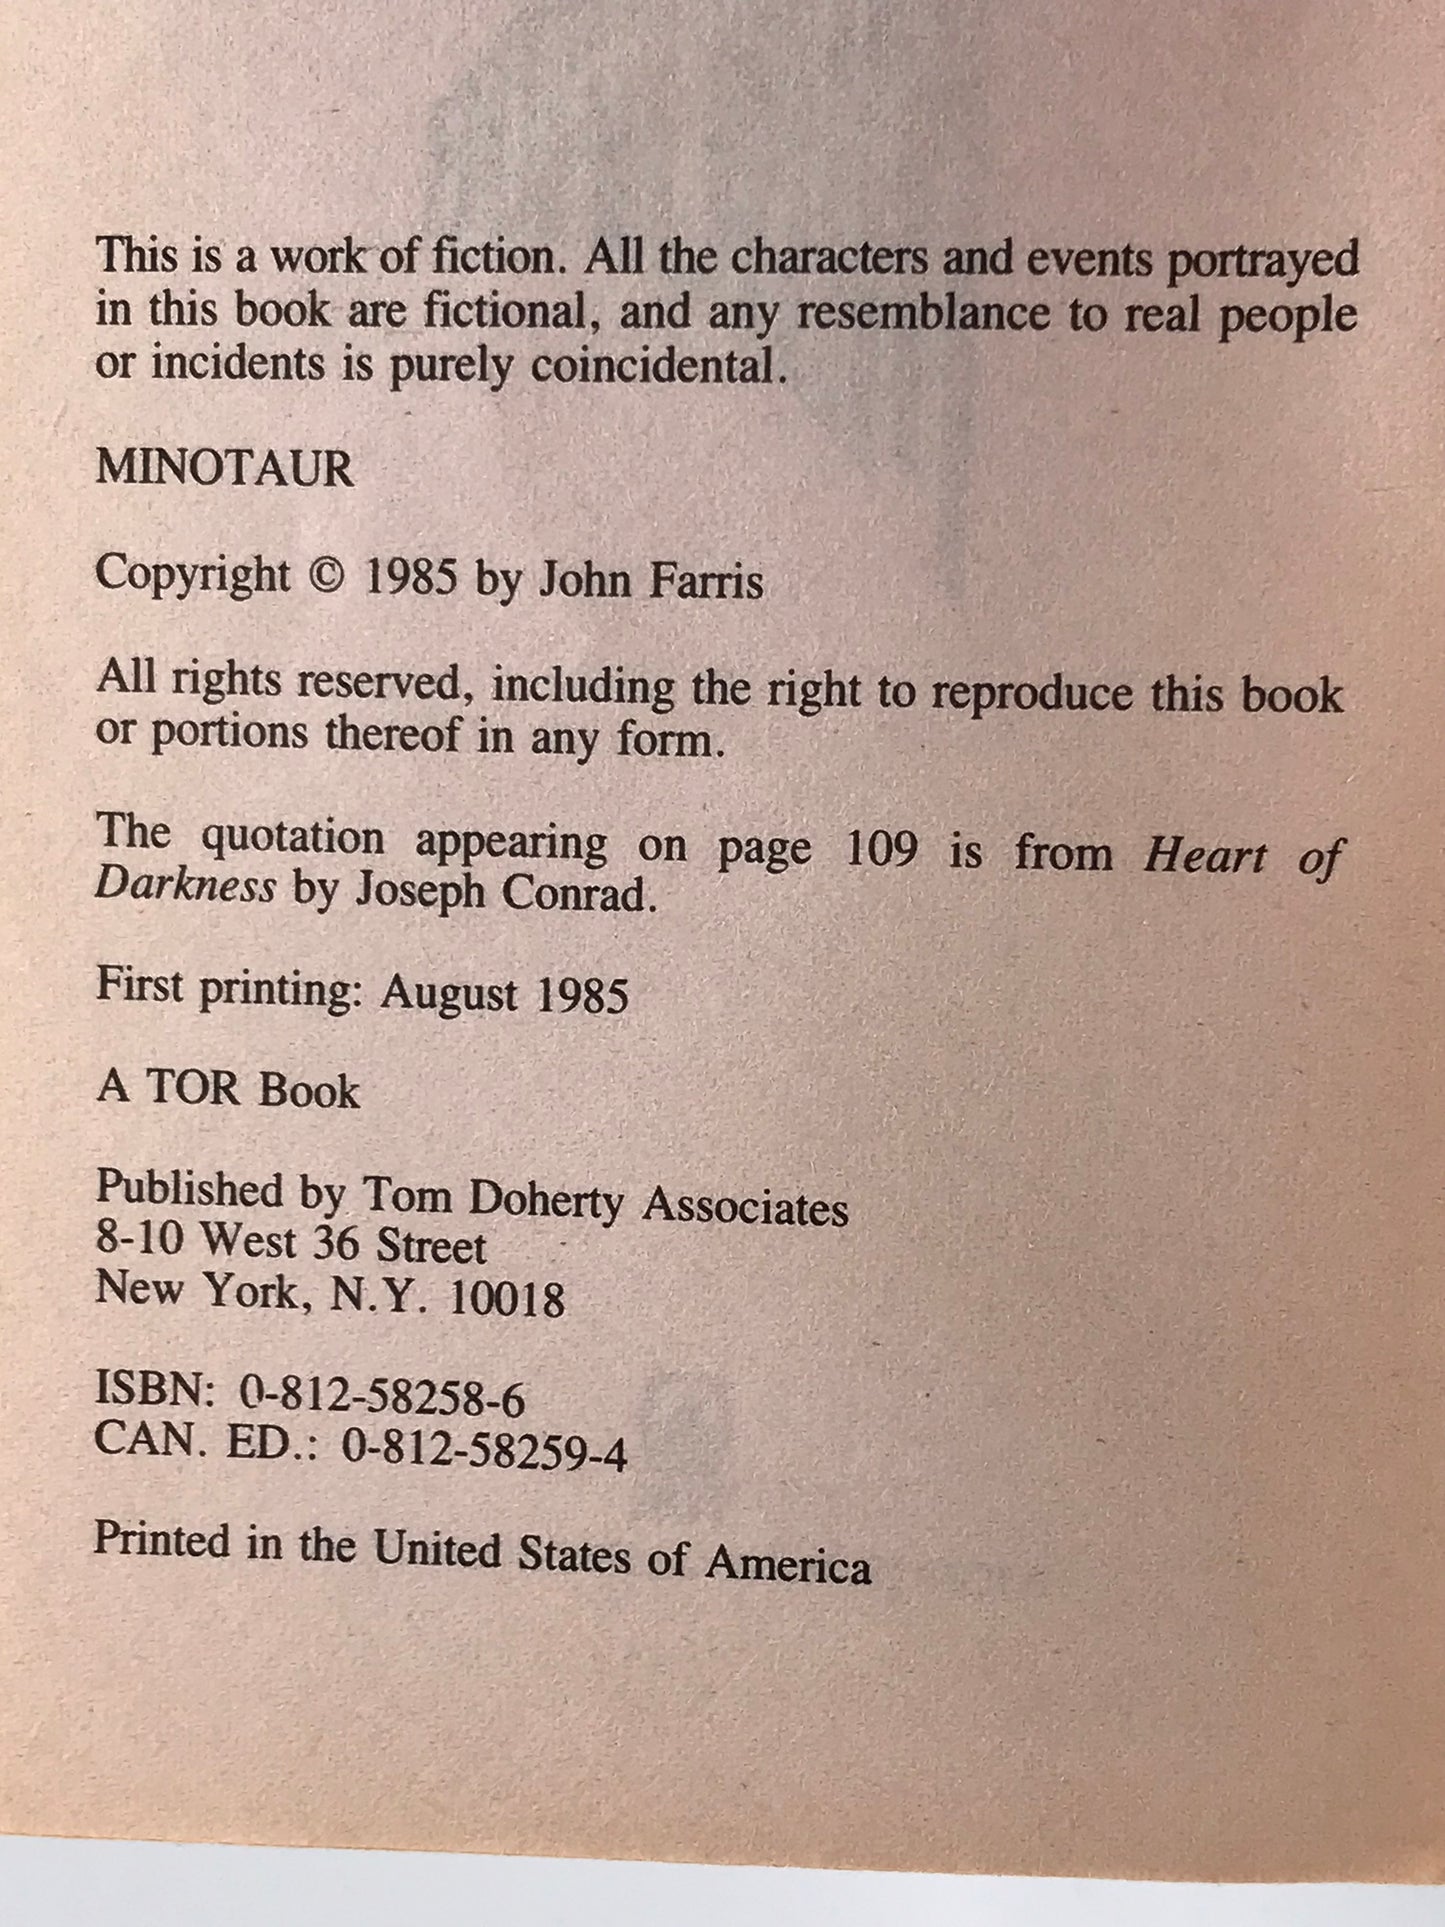 This is a work of fiction. All the characters and events portrayed
in this book are fictional, and any resemblance to real people
or incidents is purely coincidental.
MINOTAUR
Copyright © 1985 by John Farris
All rights reserved, including the right to reproduce this book
or portions thereof in any form.
The quotation appearing on page 109 is from Heart of
Darkness by Joseph Conrad.
First printing: August 1985
A TOR Book
Published by Tom Doherty Associates
8-10 West 36 Street
New York, N.Y. 10018
ISBN: 0-812-58258-6
CAN. ED.: 0-812-58259-4
Printed in the United States of America